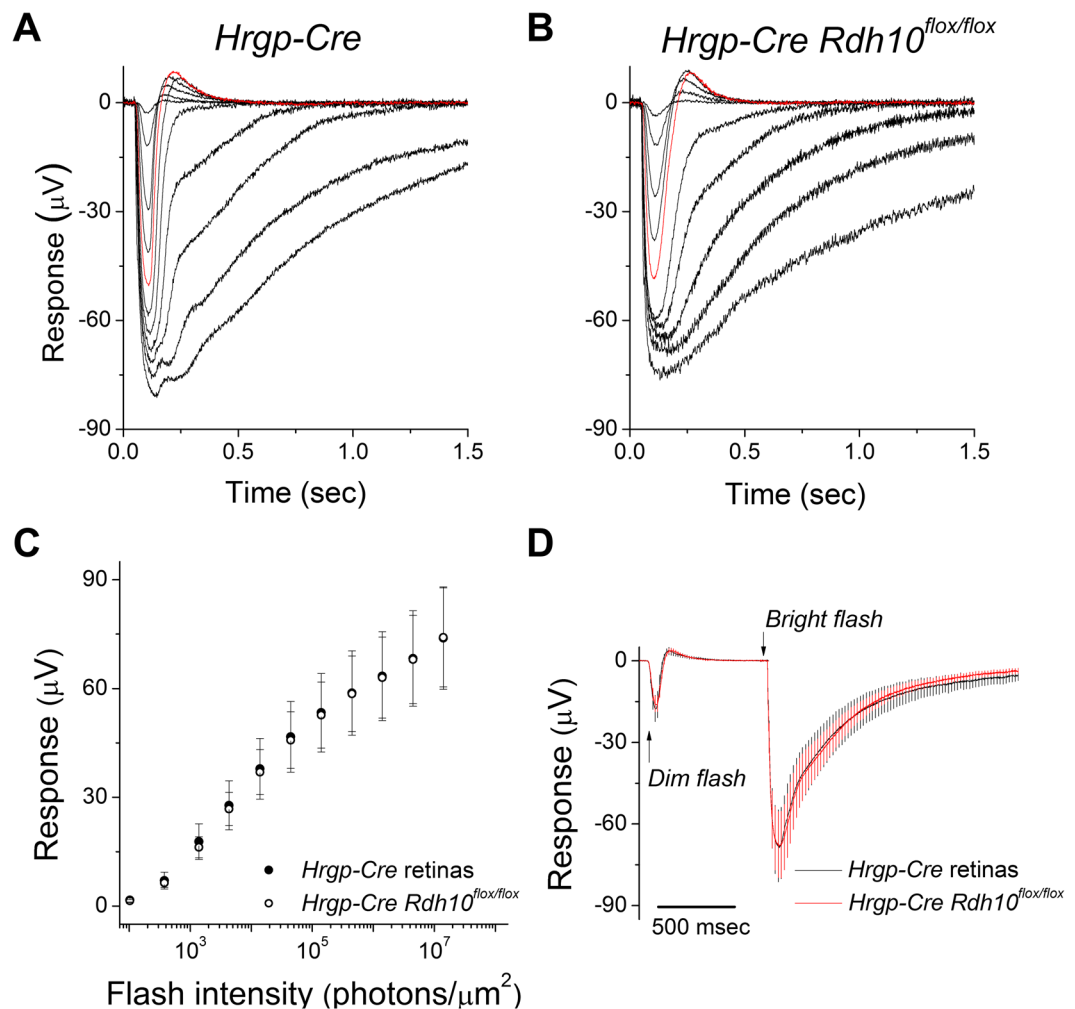 A
Hrgp-Cre
B
Hrgp-Cre Rdh10flox/flox
0
-30
-60
-90
Response (μV)
0.0 0.5 1.0 1.5
Time (sec)
0
-30
-60
-90
0.0 0.5 1.0 1.5
Time (sec)
C
90
60
30
0
Response (μV)
Hrgp-Cre retinas
Hrgp-Cre Rdh10flox/flox
10³ 10⁵ 10⁷
Flash intensity (photons/μm²)
D
Bright flash
0
-30
-60
-90
Response (μV)
Dim flash
Hrgp-Cre retinas
Hrgp-Cre Rdh10flox/flox
500 msec